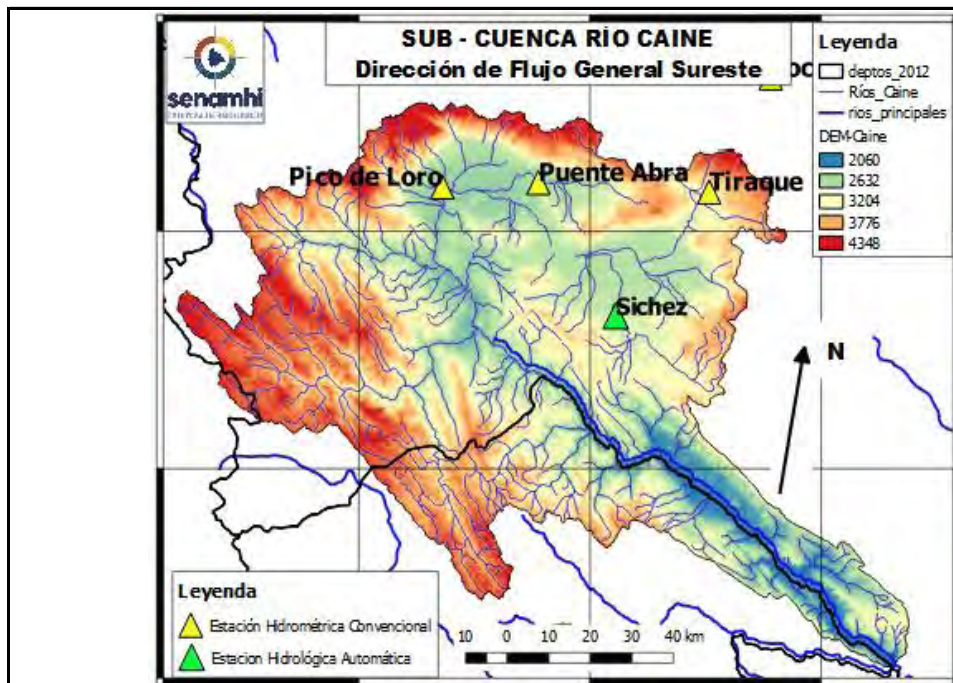 SUB - CUENCA RÍO CAINE
Dirección de Flujo General Sureste
senamhi
Leyenda
deptos_2012
Ríos_Caine
rios_principales
DEM-Caine
2060
2632
3204
3776
4348
Pico de Loro
Puente Abra
Tiraque
Sichez
N
Leyenda
Estación Hidrométrica Convencional
Estacion Hidrológica Automática
10 0 10 20 30 40 km